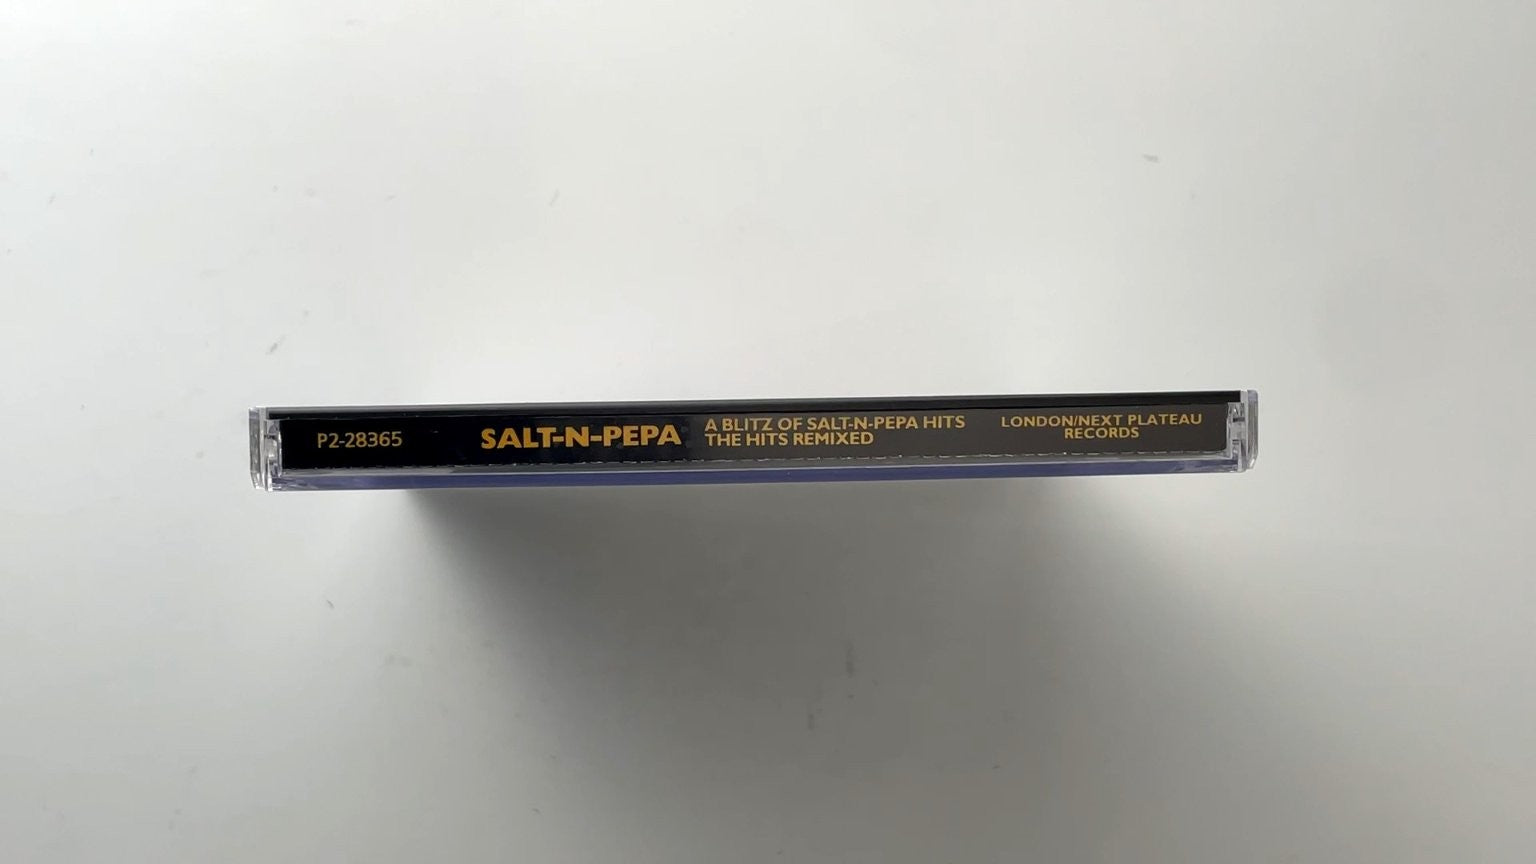 P2-28365
SALT-N-PEPA
A BLITZ OF SALT-N-PEPA HITS
THE HITS REMIXED
LONDON/NEXT PLATEAU
RECORDS